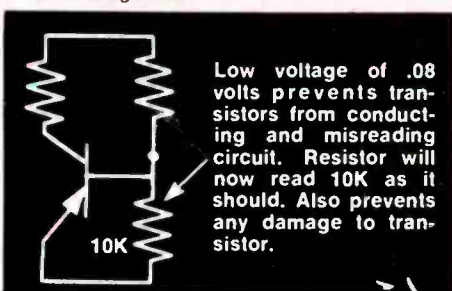 Low voltage of .08
volts prevents tran-
sistors from conduct-
ing and misreading
circuit. Resistor will
now read 10K as it
should. Also prevents
any damage to tran-
sistor.
10K